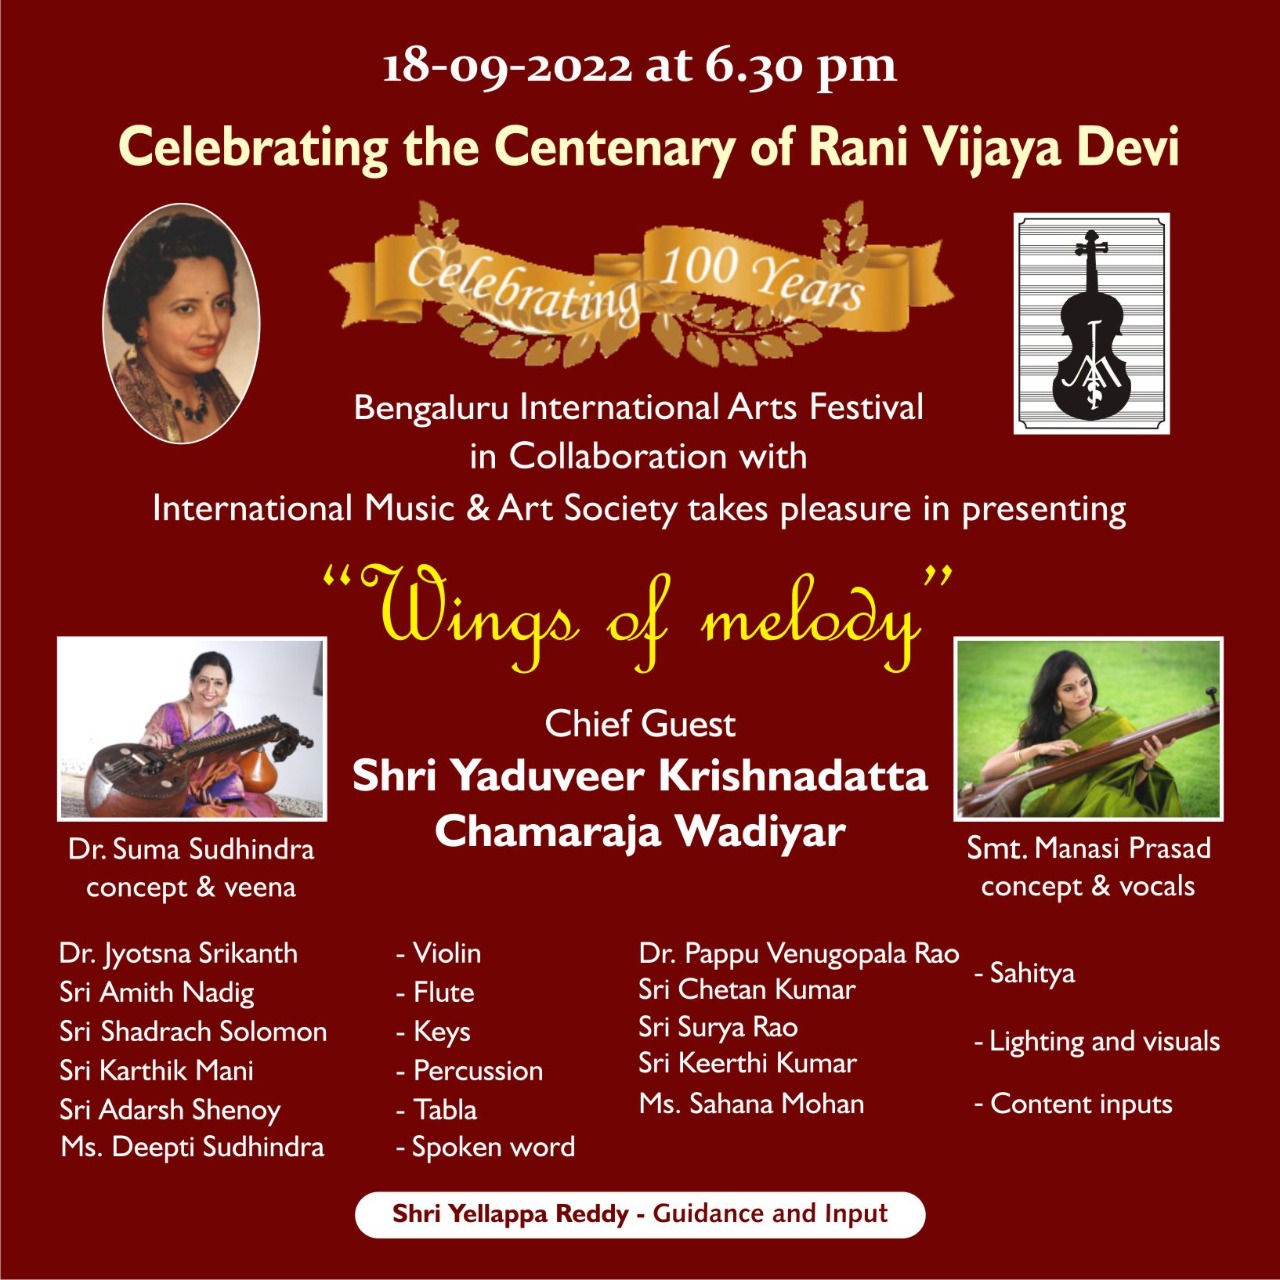 18-09-2022 at 6.30 pm
Celebrating the Centenary of Rani Vijaya Devi
Celebrating 100 Years
IMAS
Bengaluru International Arts Festival
in Collaboration with
International Music & Art Society takes pleasure in presenting
“Wings of melody”
Chief Guest
Shri Yaduveer Krishnadatta
Chamaraja Wadiyar
Dr. Suma Sudhindra
concept & veena
Smt. Manasi Prasad
concept & vocals
Dr. Jyotsna Srikanth - Violin
Sri Amith Nadig - Flute
Sri Shadrach Solomon - Keys
Sri Karthik Mani - Percussion
Sri Adarsh Shenoy - Tabla
Ms. Deepti Sudhindra - Spoken word
Dr. Pappu Venugopala Rao
Sri Chetan Kumar
- Sahitya
Sri Surya Rao
Sri Keerthi Kumar
- Lighting and visuals
Ms. Sahana Mohan - Content inputs
Shri Yellappa Reddy - Guidance and Input